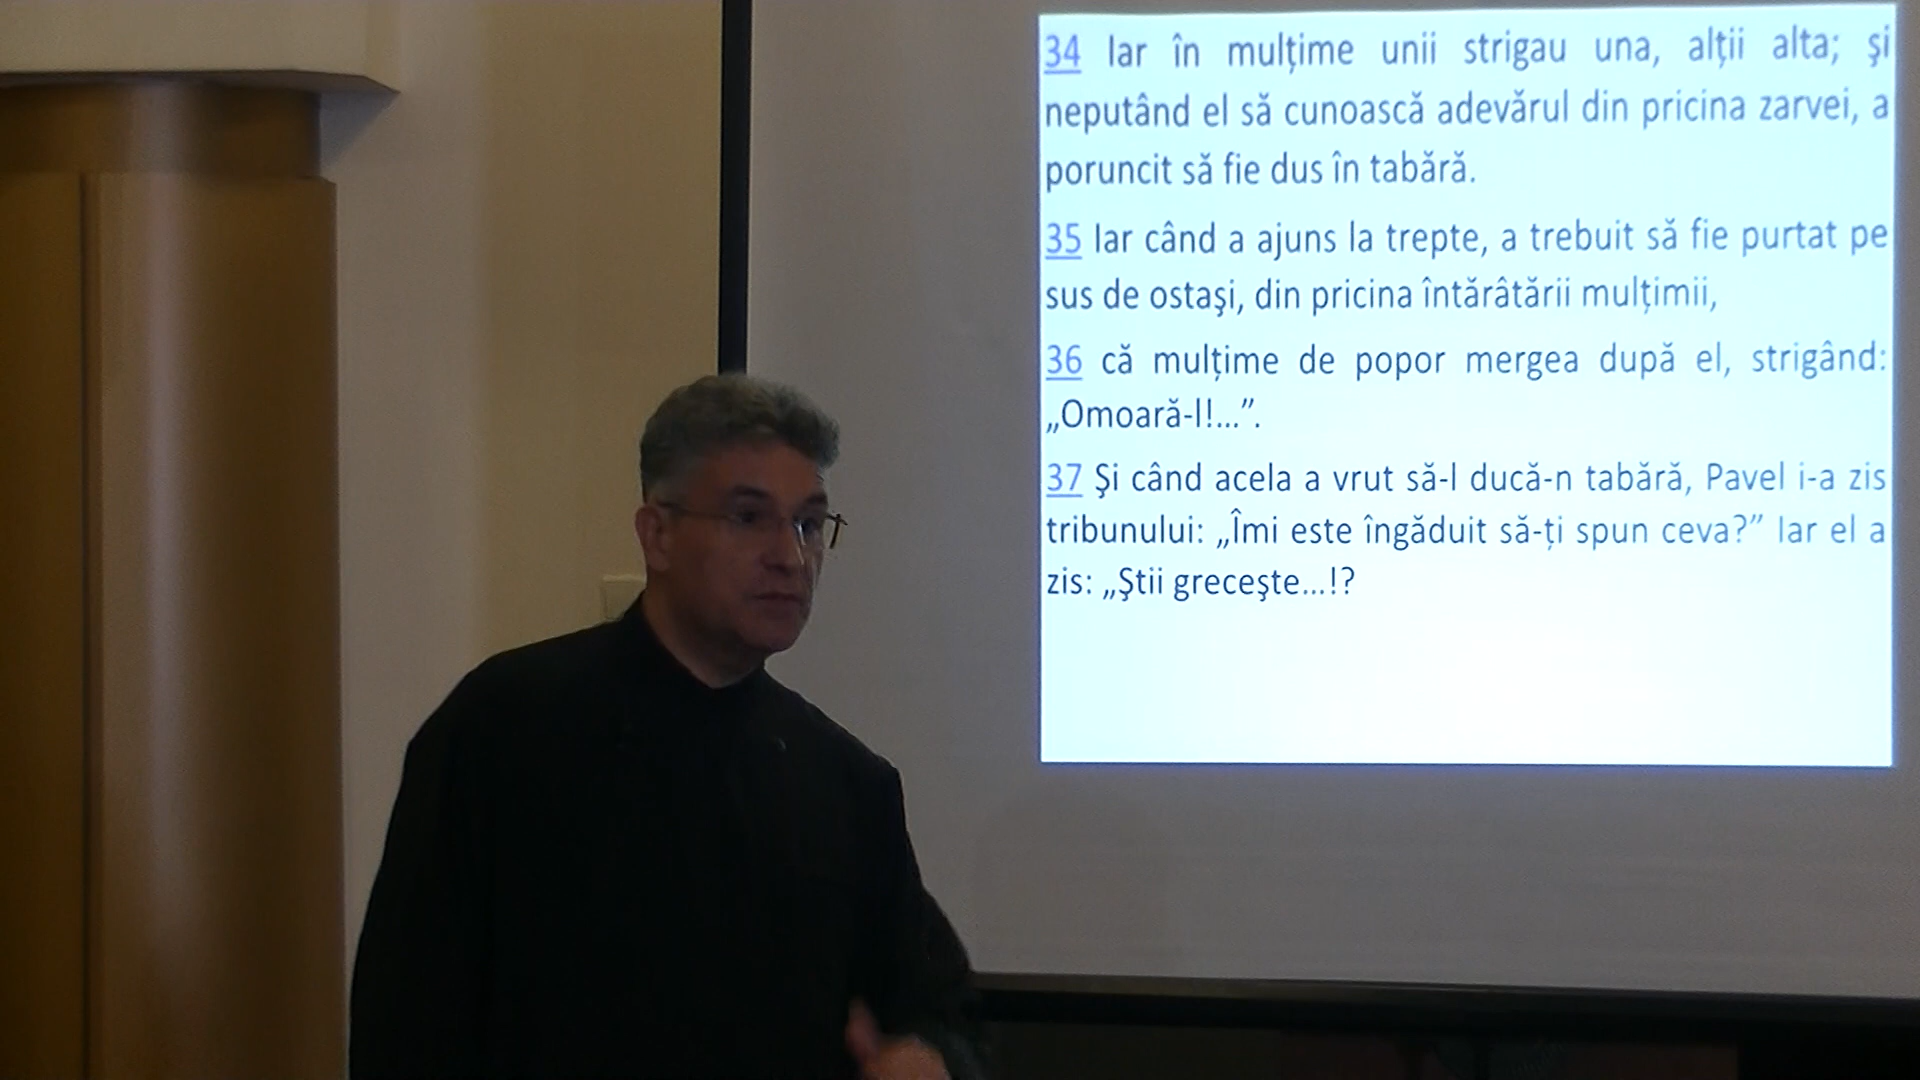 34 Iar în mulţime unii strigau una, alţii alta; şi
neputând el să cunoască adevărul din pricina zarvei, a
poruncit să fie dus în tabără.
35 Iar când a ajuns la trepte, a trebuit să fie purtat pe
sus de ostaşi, din pricina întărâtării mulţimii,
36 că mulţime de popor mergea după el, strigând:
„Omoară-l!...”.
37 Şi când acela a vrut să-l ducă-n tabără, Pavel i-a zis
tribunului: „Îmi este îngăduit să-ţi spun ceva?” Iar el a
zis: „Ştii greceşte...!?